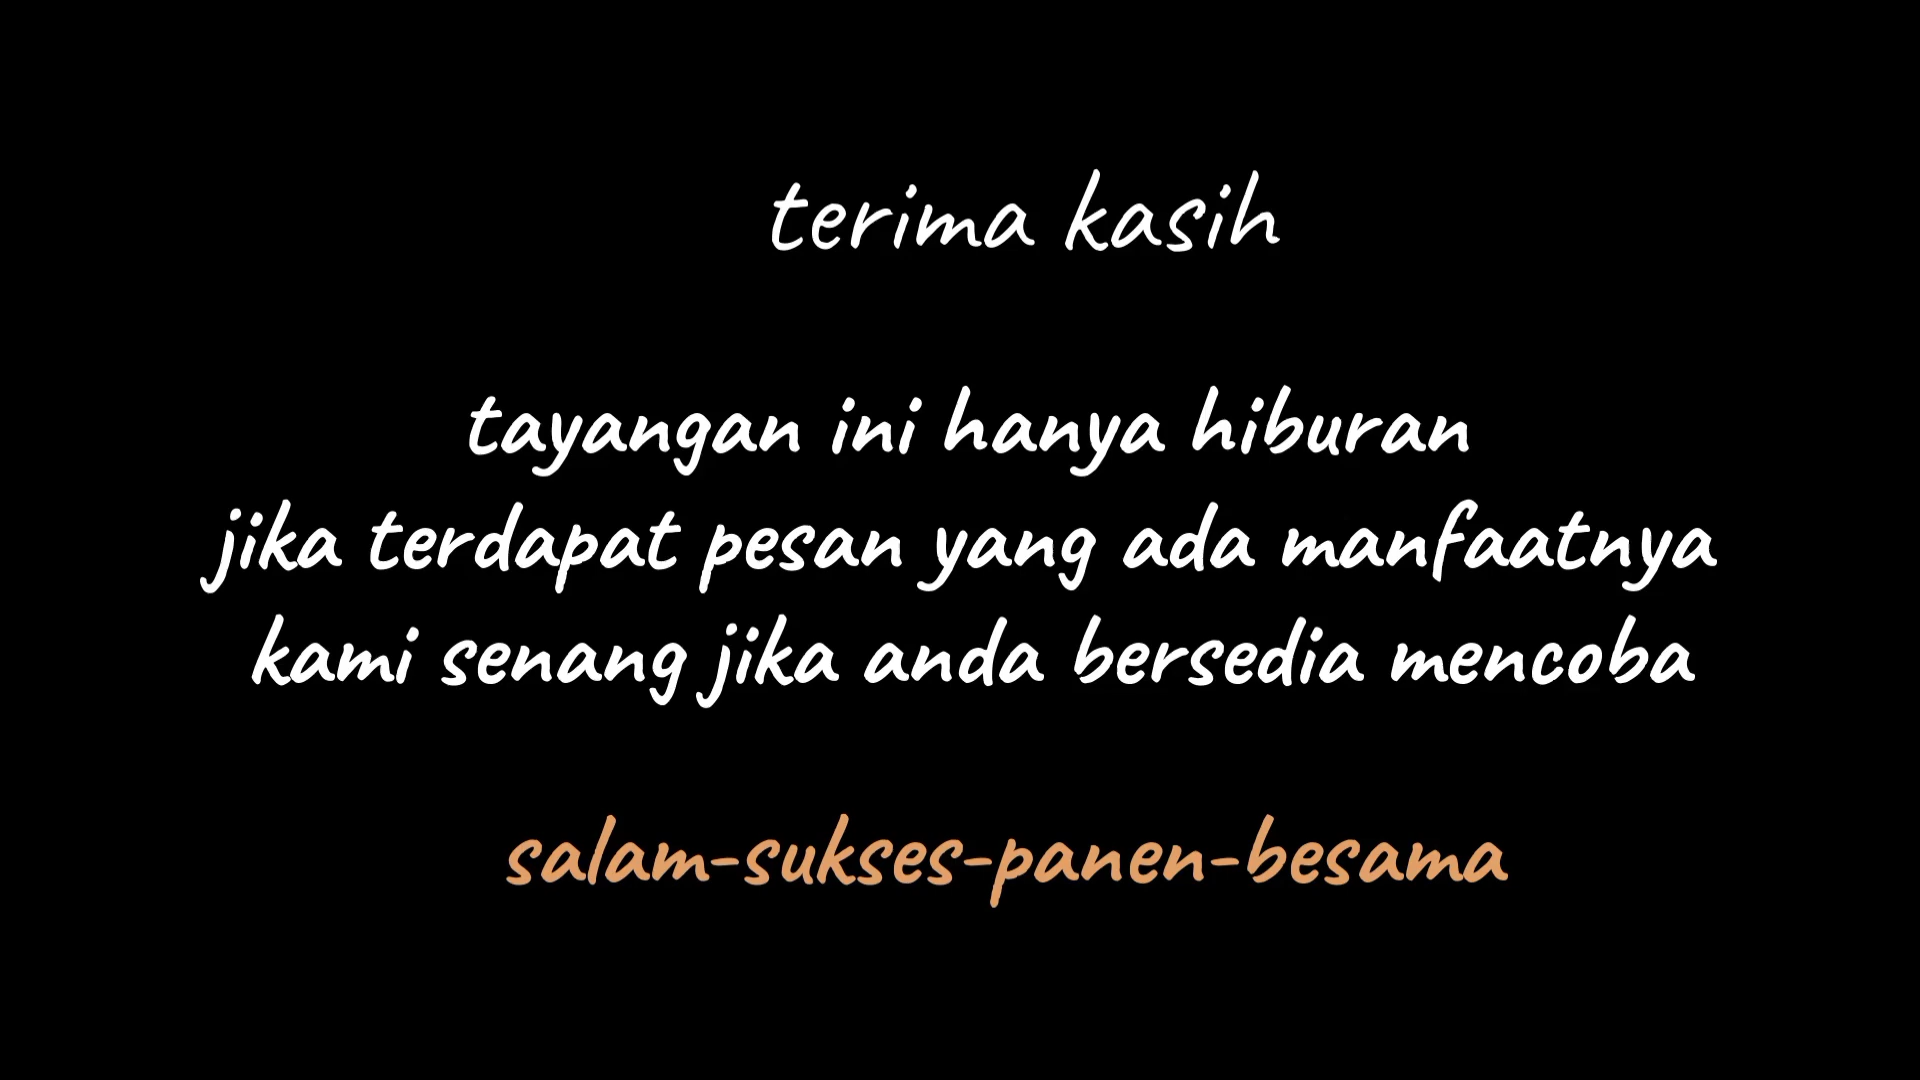 terima kasih
tayangan ini hanya hiburan
jika terdapat pesan yang ada manfaatnya
kami senang jika anda bersedia mencoba
salam-sukses-panen-besama